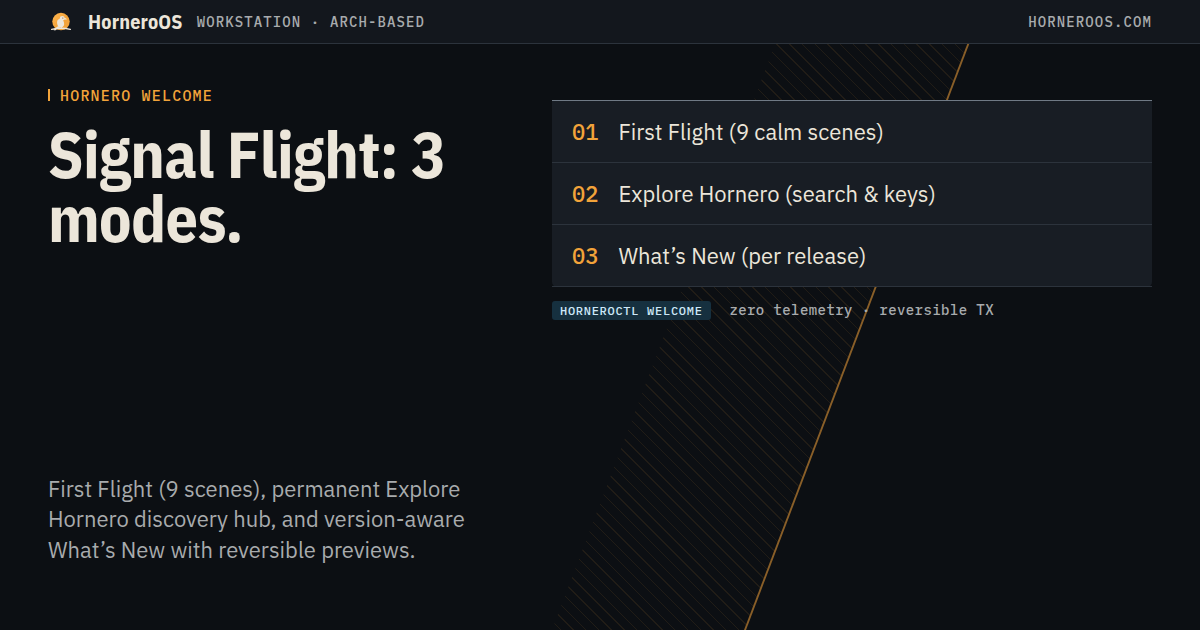 HorneroOS WORKSTATION · ARCH-BASED
HORNEROOS.COM
HORNERO WELCOME
Signal Flight: 3
modes.
01 First Flight (9 calm scenes)
02 Explore Hornero (search & keys)
03 What’s New (per release)
HORNEROCTL WELCOME zero telemetry · reversible TX
First Flight (9 scenes), permanent Explore
Hornero discovery hub, and version-aware
What’s New with reversible previews.